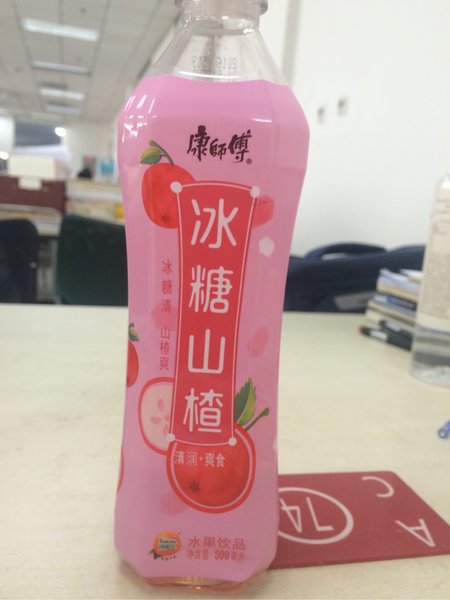 康師傅
冰糖山楂
冰糖清 山楂爽
清润·爽食
水果饮品
净含量:500毫升
A
C
74